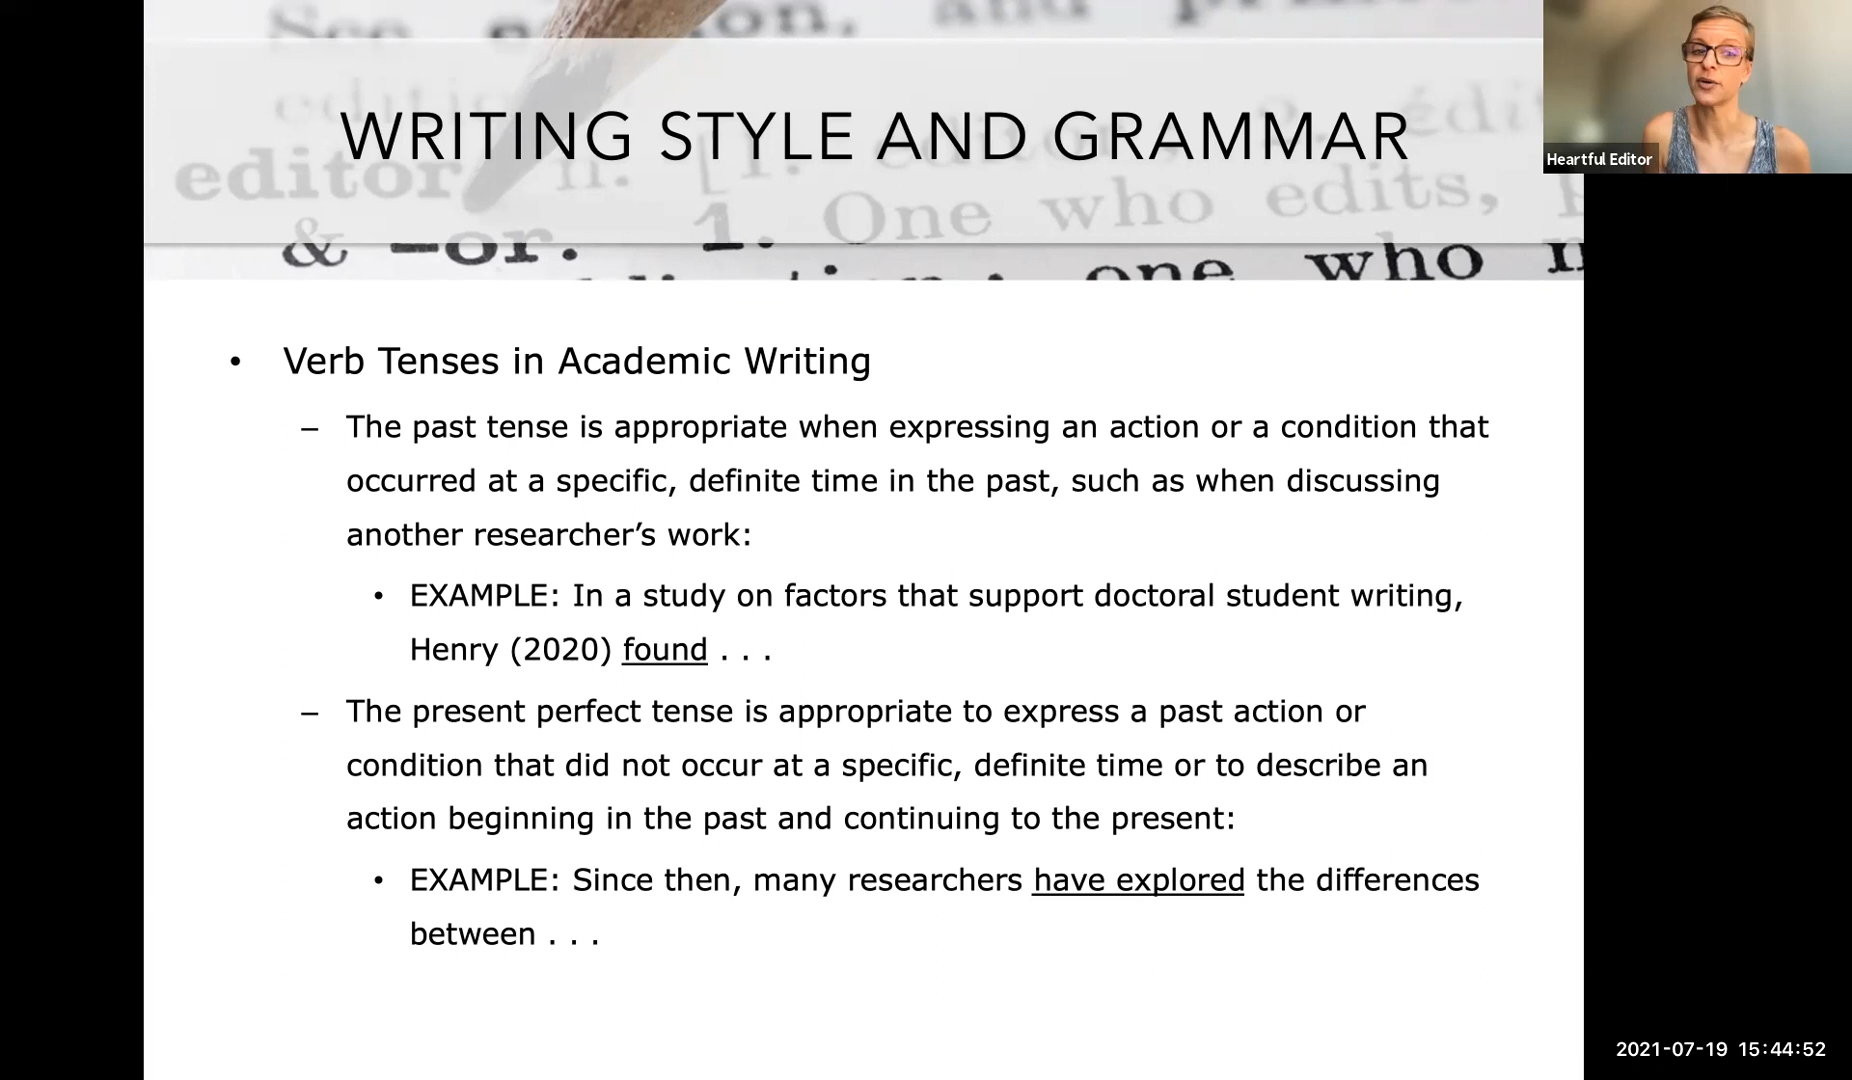 See
on, and
editio
editor n. [1. editor, 2. édi
& -or. 1. One who edits, p
one who
WRITING STYLE AND GRAMMAR
Heartful Editor
• Verb Tenses in Academic Writing
– The past tense is appropriate when expressing an action or a condition that
occurred at a specific, definite time in the past, such as when discussing
another researcher’s work:
• EXAMPLE: In a study on factors that support doctoral student writing,
Henry (2020) found . . .
– The present perfect tense is appropriate to express a past action or
condition that did not occur at a specific, definite time or to describe an
action beginning in the past and continuing to the present:
• EXAMPLE: Since then, many researchers have explored the differences
between . . .
2021-07-19 15:44:52